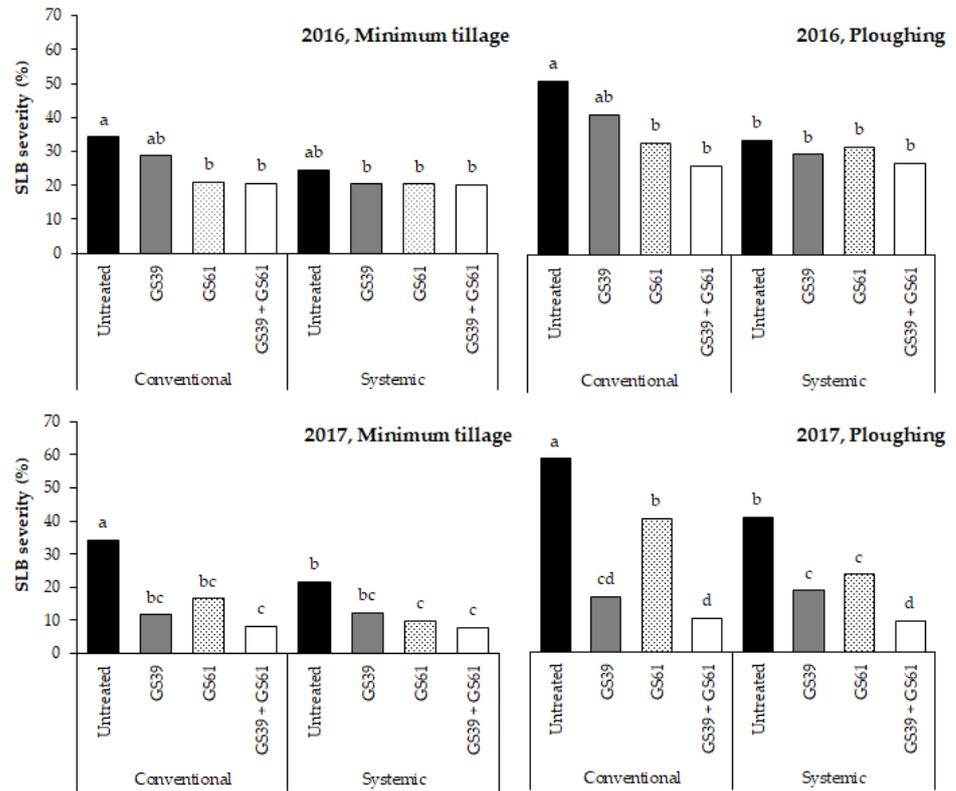 2016, Minimum tillage
SLB severity (%)
70
60
50
40
30
20
10
0
a
ab
b
b
ab
b
b
b
Untreated
GS39
GS61
GS39 + GS61
Untreated
GS39
GS61
GS39 + GS61
Conventional
Systemic
2016, Ploughing
a
ab
b
b
b
b
b
b
Untreated
GS39
GS61
GS39 + GS61
Untreated
GS39
GS61
GS39 + GS61
Conventional
Systemic
2017, Minimum tillage
SLB severity (%)
70
60
50
40
30
20
10
0
a
bc
bc
c
b
bc
c
c
Untreated
GS39
GS61
GS39 + GS61
Untreated
GS39
GS61
GS39 + GS61
Conventional
Systemic
2017, Ploughing
a
cd
b
d
b
c
c
d
Untreated
GS39
GS61
GS39 + GS61
Untreated
GS39
GS61
GS39 + GS61
Conventional
Systemic